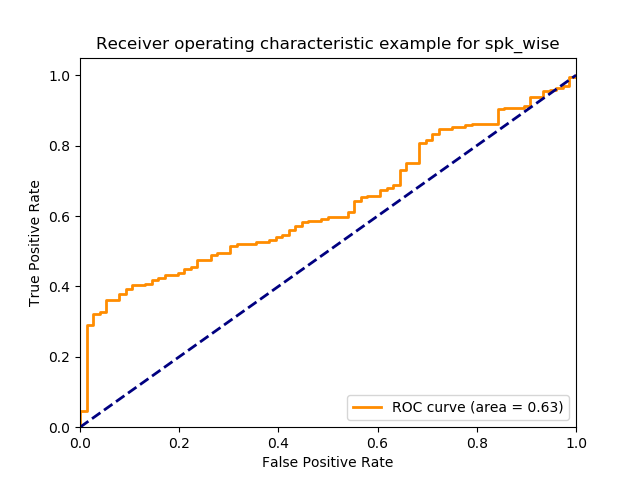 Receiver operating characteristic example for spk_wise
True Positive Rate
1.0
0.8
0.6
0.4
0.2
0.0
ROC curve (area = 0.63)
0.0 0.2 0.4 0.6 0.8 1.0
False Positive Rate